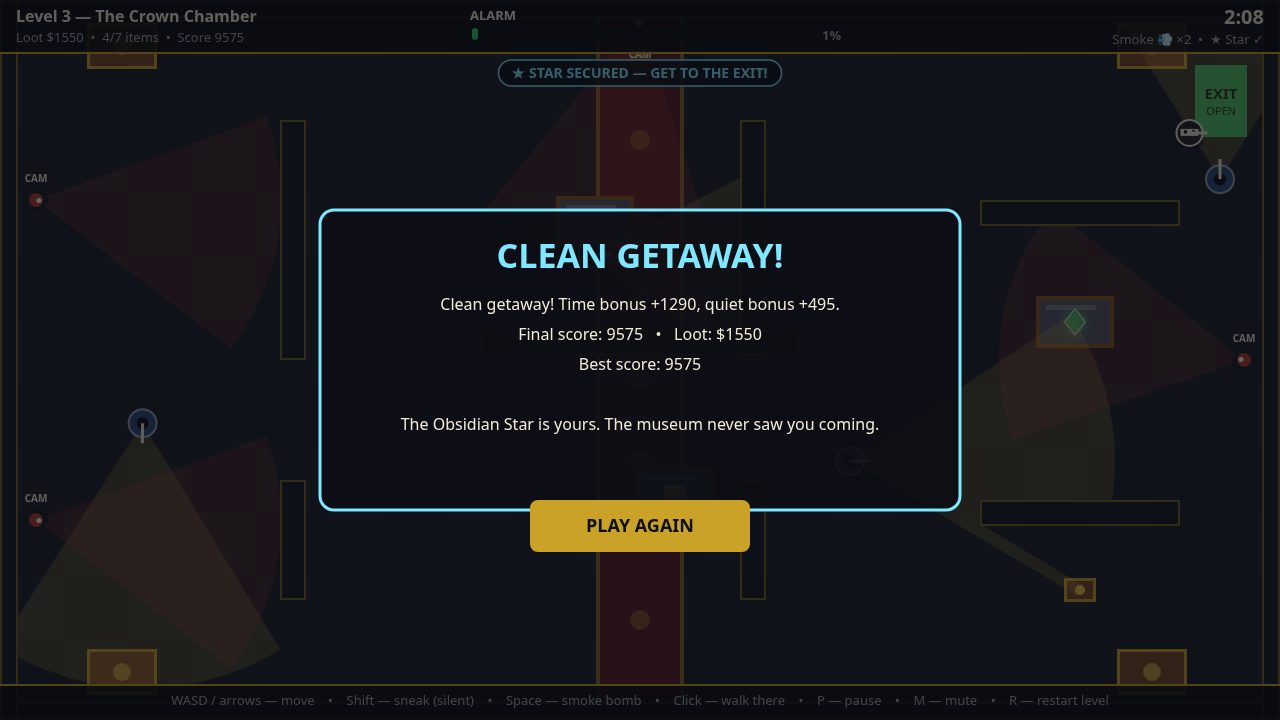 Level 3 — The Crown Chamber
Loot $1550 • 4/7 items • Score 9575
ALARM
1%
2:08
Smoke 💨 ×2 • ★ Star ✓
CAM
★ STAR SECURED — GET TO THE EXIT!
EXIT
OPEN
CAM
CAM
CAM
CLEAN GETAWAY!
Clean getaway! Time bonus +1290, quiet bonus +495.
Final score: 9575 • Loot: $1550
Best score: 9575
The Obsidian Star is yours. The museum never saw you coming.
PLAY AGAIN
WASD / arrows — move • Shift — sneak (silent) • Space — smoke bomb • Click — walk there • P — pause • M — mute • R — restart level